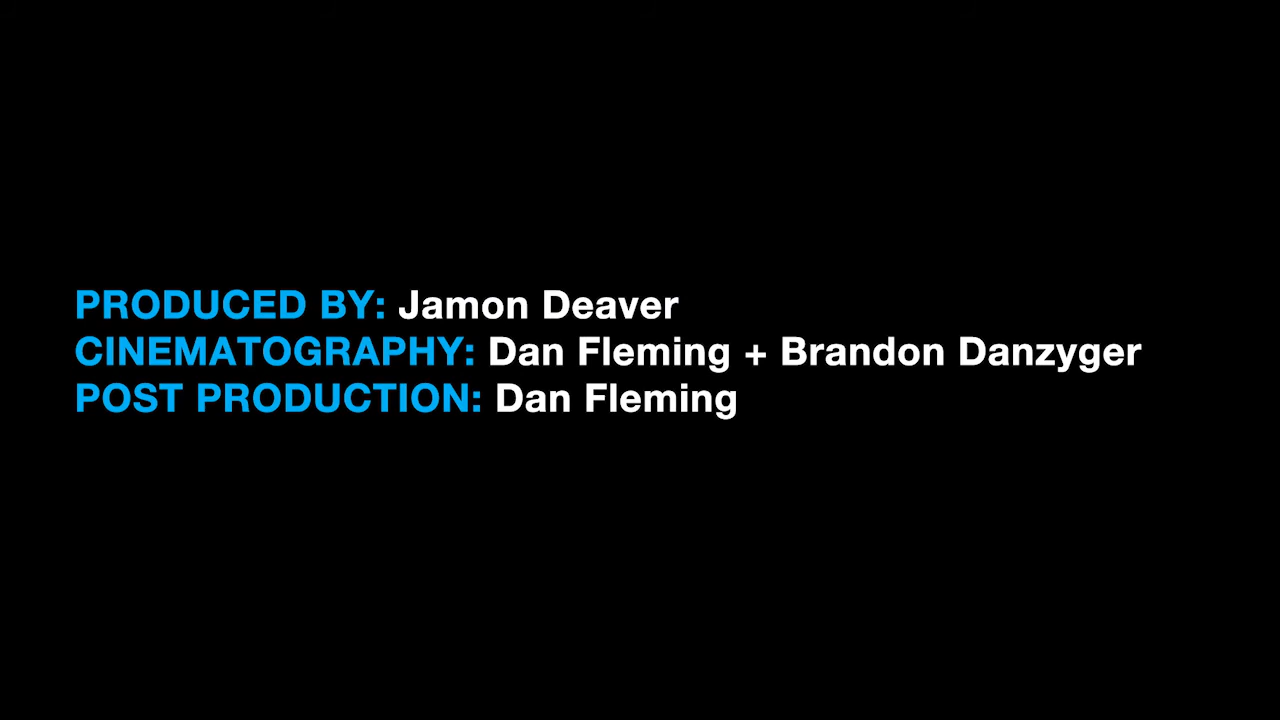 PRODUCED BY: Jamon Deaver
CINEMATOGRAPHY: Dan Fleming + Brandon Danzyger
POST PRODUCTION: Dan Fleming